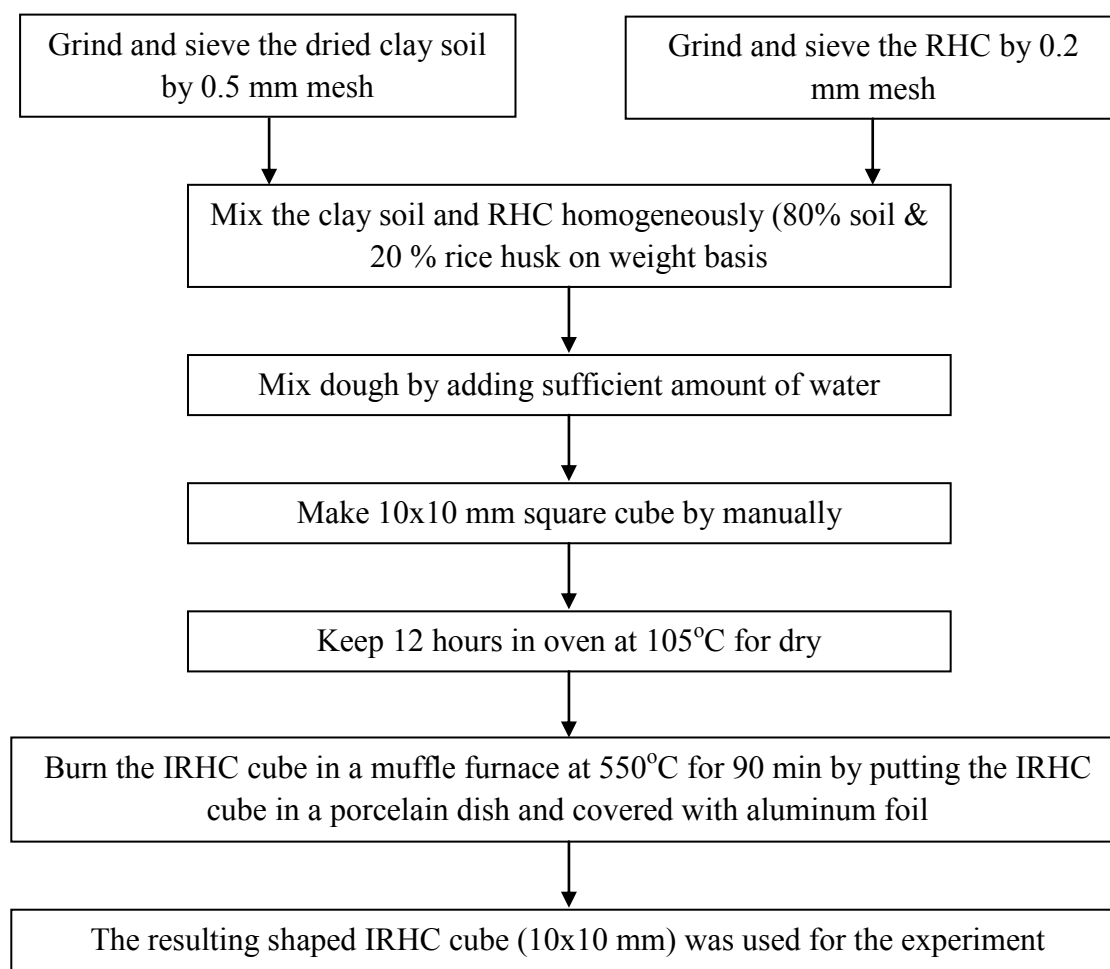 Grind and sieve the dried clay soil
by 0.5 mm mesh
Grind and sieve the RHC by 0.2
mm mesh
Mix the clay soil and RHC homogeneously (80% soil &
20 % rice husk on weight basis
Mix dough by adding sufficient amount of water
Make 10x10 mm square cube by manually
Keep 12 hours in oven at 105°C for dry
Burn the IRHC cube in a muffle furnace at 550°C for 90 min by putting the IRHC
cube in a porcelain dish and covered with aluminum foil
The resulting shaped IRHC cube (10x10 mm) was used for the experiment